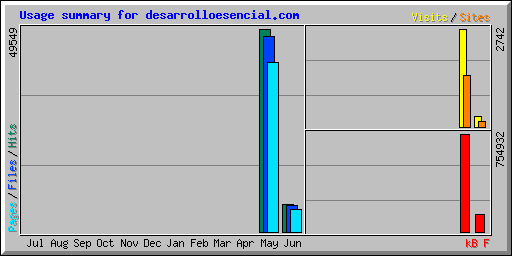 Usage summary for desarrolloesencial.com
Visits/Sites
49549
2742
Pages/Files/Hits
754932
Jul Aug Sep Oct Nov Dec Jan Feb Mar Apr May Jun
kB F